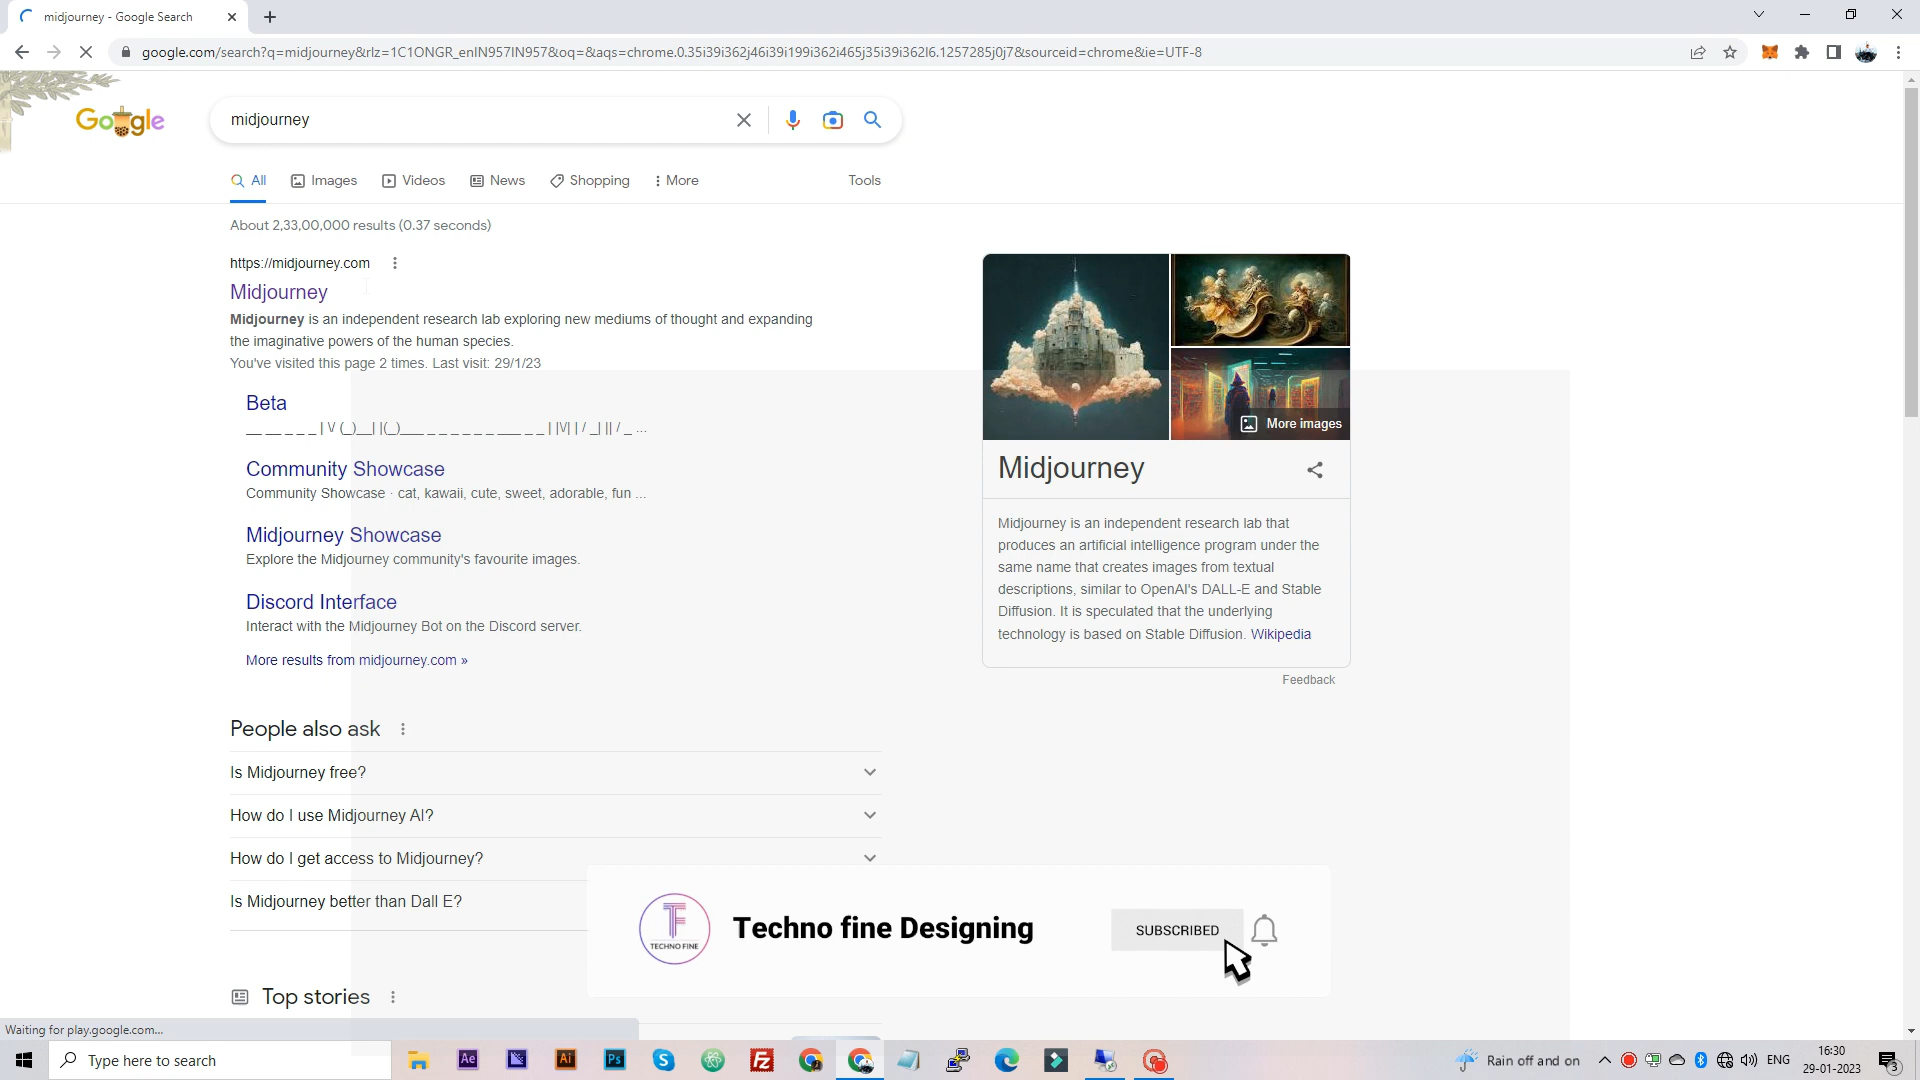 midjourney - Google Search
google.com/search?q=midjourney&rlz=1C1ONGR_enIN957IN957&oq=&aqs=chrome.0.35i39i362j46i39i199i362i465j35i39i362l6.1257285j0j7&sourceid=chrome&ie=UTF-8
Google
midjourney
All
Images
Videos
News
Shopping
More
Tools
About 2,33,00,000 results (0.37 seconds)
https://midjourney.com
Midjourney
Midjourney is an independent research lab exploring new mediums of thought and expanding
the imaginative powers of the human species.
You've visited this page 2 times. Last visit: 29/1/23
Beta
Community Showcase
Community Showcase · cat, kawaii, cute, sweet, adorable, fun ...
Midjourney Showcase
Explore the Midjourney community's favourite images.
Discord Interface
Interact with the Midjourney Bot on the Discord server.
More results from midjourney.com »
More images
Midjourney
Midjourney is an independent research lab that
produces an artificial intelligence program under the
same name that creates images from textual
descriptions, similar to OpenAI's DALL-E and Stable
Diffusion. It is speculated that the underlying
technology is based on Stable Diffusion. Wikipedia
Feedback
People also ask
Is Midjourney free?
How do I use Midjourney AI?
How do I get access to Midjourney?
Is Midjourney better than Dall E?
TECHNO FINE
Techno fine Designing
SUBSCRIBED
Top stories
Waiting for play.google.com...
Type here to search
Ae
Ai
Ps
Rain off and on
ENG
16:30
29-01-2023
3